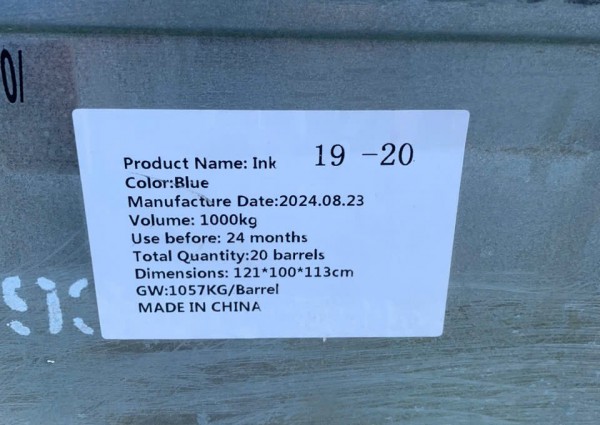 01
Product Name: Ink 19 -20
Color:Blue
Manufacture Date:2024.08.23
Volume: 1000kg
Use before: 24 months
Total Quantity:20 barrels
Dimensions: 121*100*113cm
GW:1057KG/Barrel
MADE IN CHINA